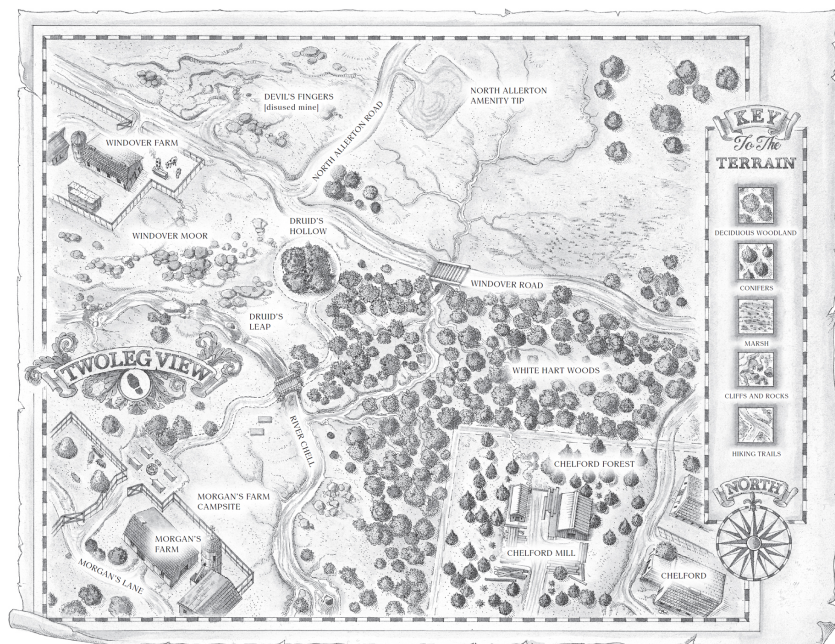 DEVIL'S FINGERS
[disused mine]
NORTH ALLERTON
AMENITY TIP
NORTH ALLERTON ROAD
WINDOVER FARM
DRUID'S
HOLLOW
WINDOVER MOOR
WINDOVER ROAD
DRUID'S
LEAP
TWOLEG VIEW
WHITE HART WOODS
RIVER CHELL
CHELFORD FOREST
MORGAN'S FARM
CAMPSITE
MORGAN'S
FARM
CHELFORD MILL
MORGAN'S LANE
CHELFORD
KEY
To The
TERRAIN
DECIDUOUS WOODLAND
CONIFERS
MARSH
CLIFFS AND ROCKS
HIKING TRAILS
NORTH